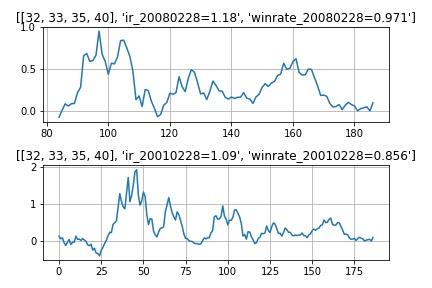 [[32, 33, 35, 40], 'ir_20080228=1.18', 'winrate_20080228=0.971']
1.0
0.5
0.0
80 100 120 140 160 180
[[32, 33, 35, 40], 'ir_20010228=1.09', 'winrate_20010228=0.856']
2
1
0
0 25 50 75 100 125 150 175